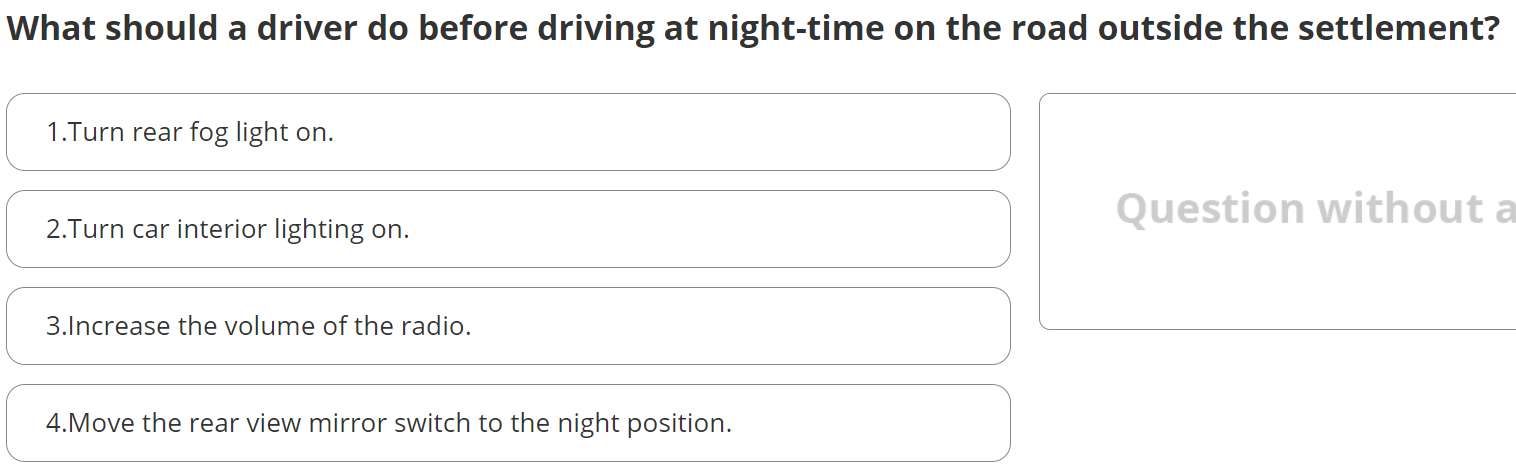 What should a driver do before driving at night-time on the road outside the settlement?
1.Turn rear fog light on.
2.Turn car interior lighting on.
3.Increase the volume of the radio.
4.Move the rear view mirror switch to the night position.
Question without a